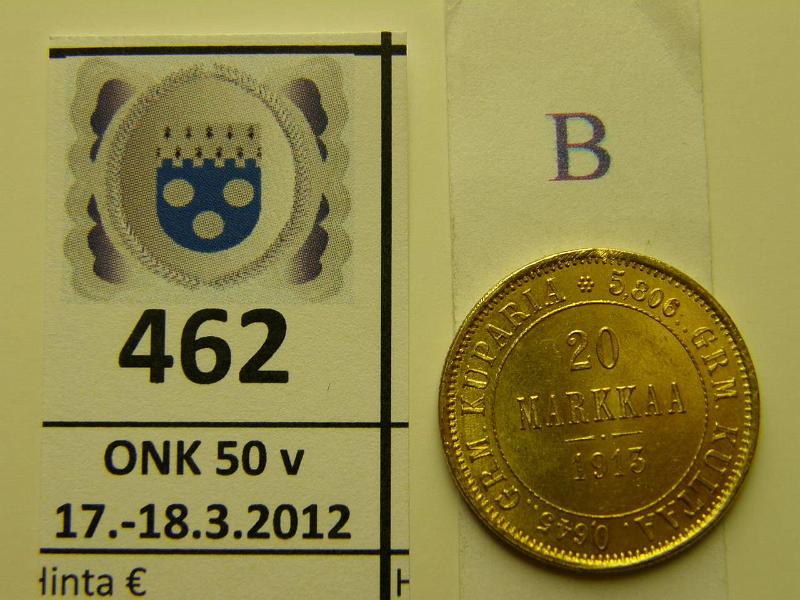 462
ONK 50 v
17.-18.3.2012
B
5,806. GRM. KULTAA. 0,645. GRM. KUPARIA
20
MARKKAA
1913